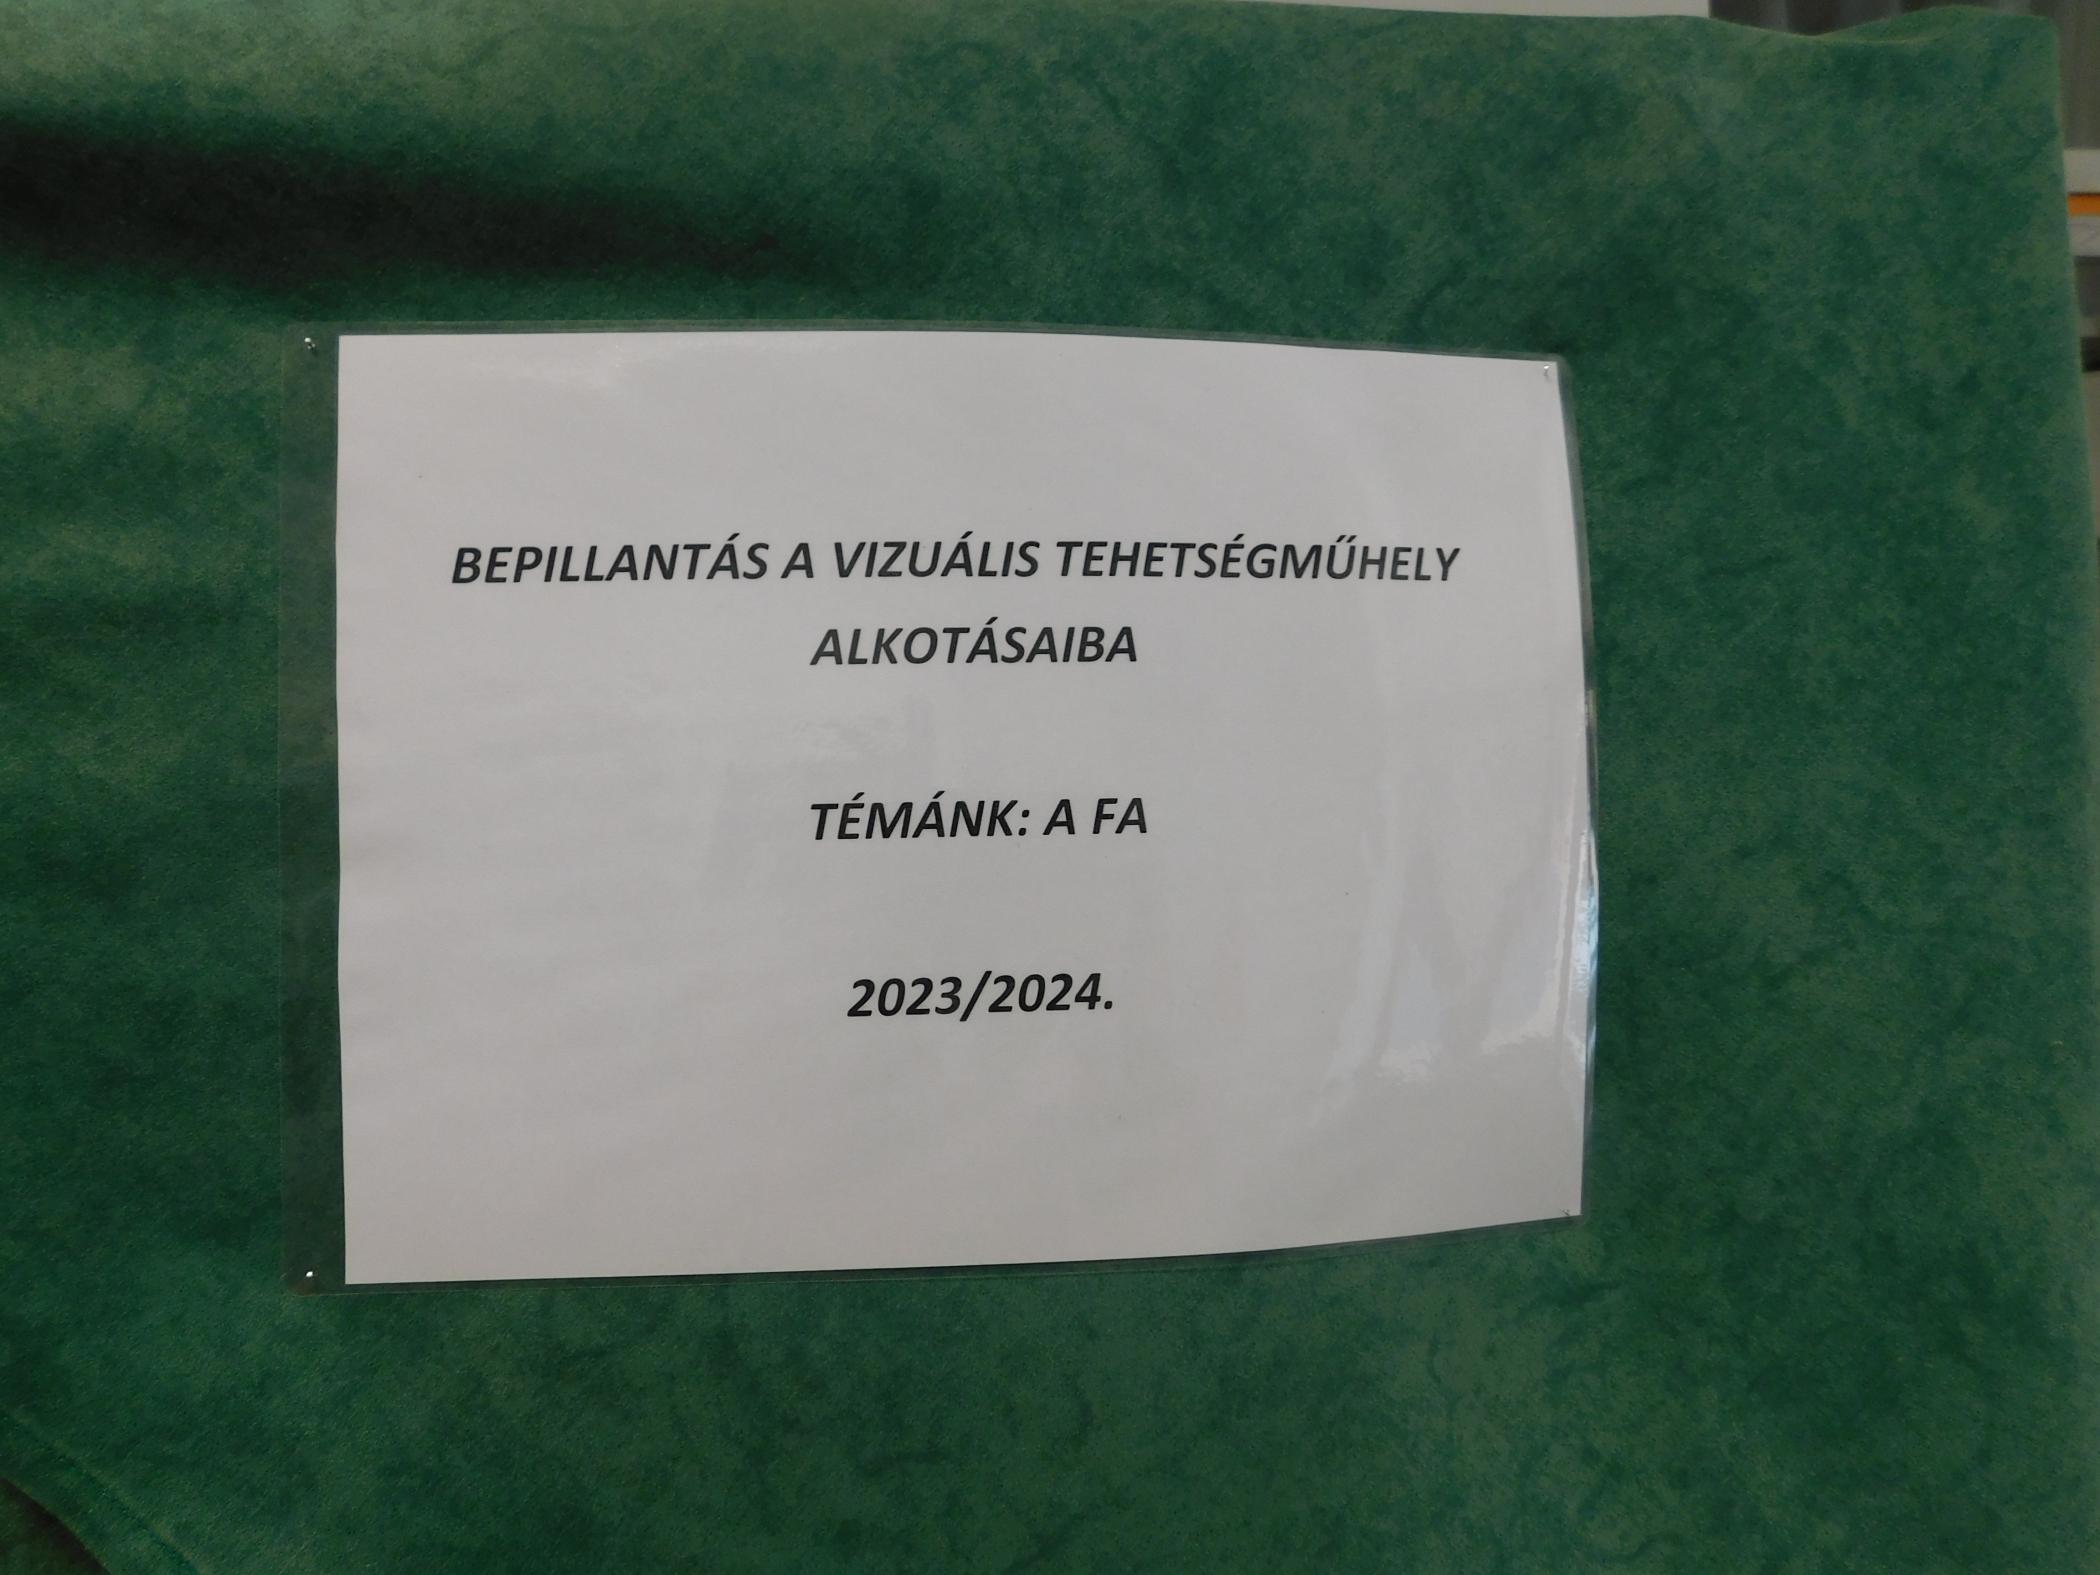 BEPILLANTÁS A VIZUÁLIS TEHETSÉGMŰHELY
ALKOTÁSAIBA
TÉMÁNK: A FA
2023/2024.